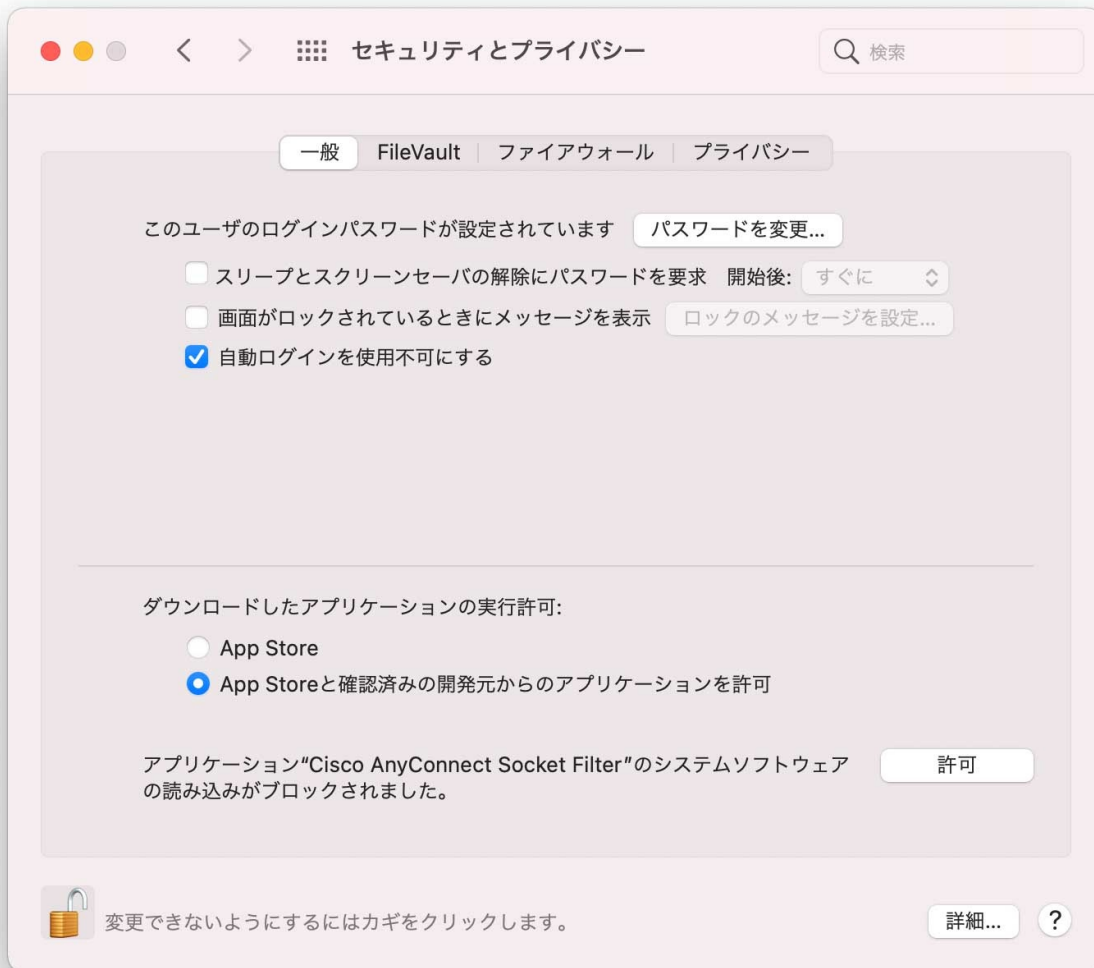 セキュリティとプライバシー
検索
一般 FileVault ファイアウォール プライバシー
このユーザのログインパスワードが設定されています パスワードを変更...
スリープとスクリーンセーバの解除にパスワードを要求 開始後: すぐに
画面がロックされているときにメッセージを表示 ロックのメッセージを設定...
自動ログインを使用不可にする
ダウンロードしたアプリケーションの実行許可:
App Store
App Storeと確認済みの開発元からのアプリケーションを許可
アプリケーション“Cisco AnyConnect Socket Filter”のシステムソフトウェア 許可
の読み込みがブロックされました。
変更できないようにするにはカギをクリックします。 詳細... ?